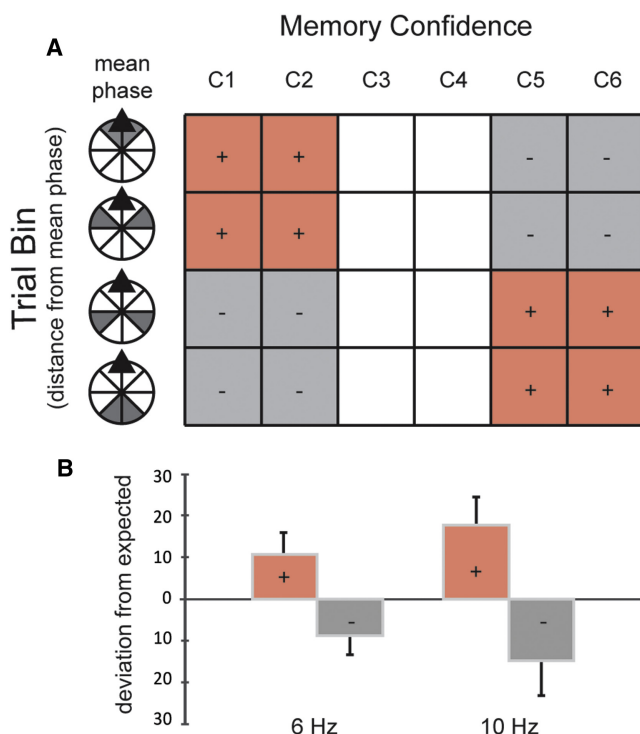 Memory Confidence
A
mean
phase
C1 C2 C3 C4 C5 C6
Trial Bin
(distance from mean phase)
+ + - -
+ + - -
- - + +
- - + +
B
deviation from expected
30
20
10
0
10
20
30
+ - + -
6 Hz 10 Hz